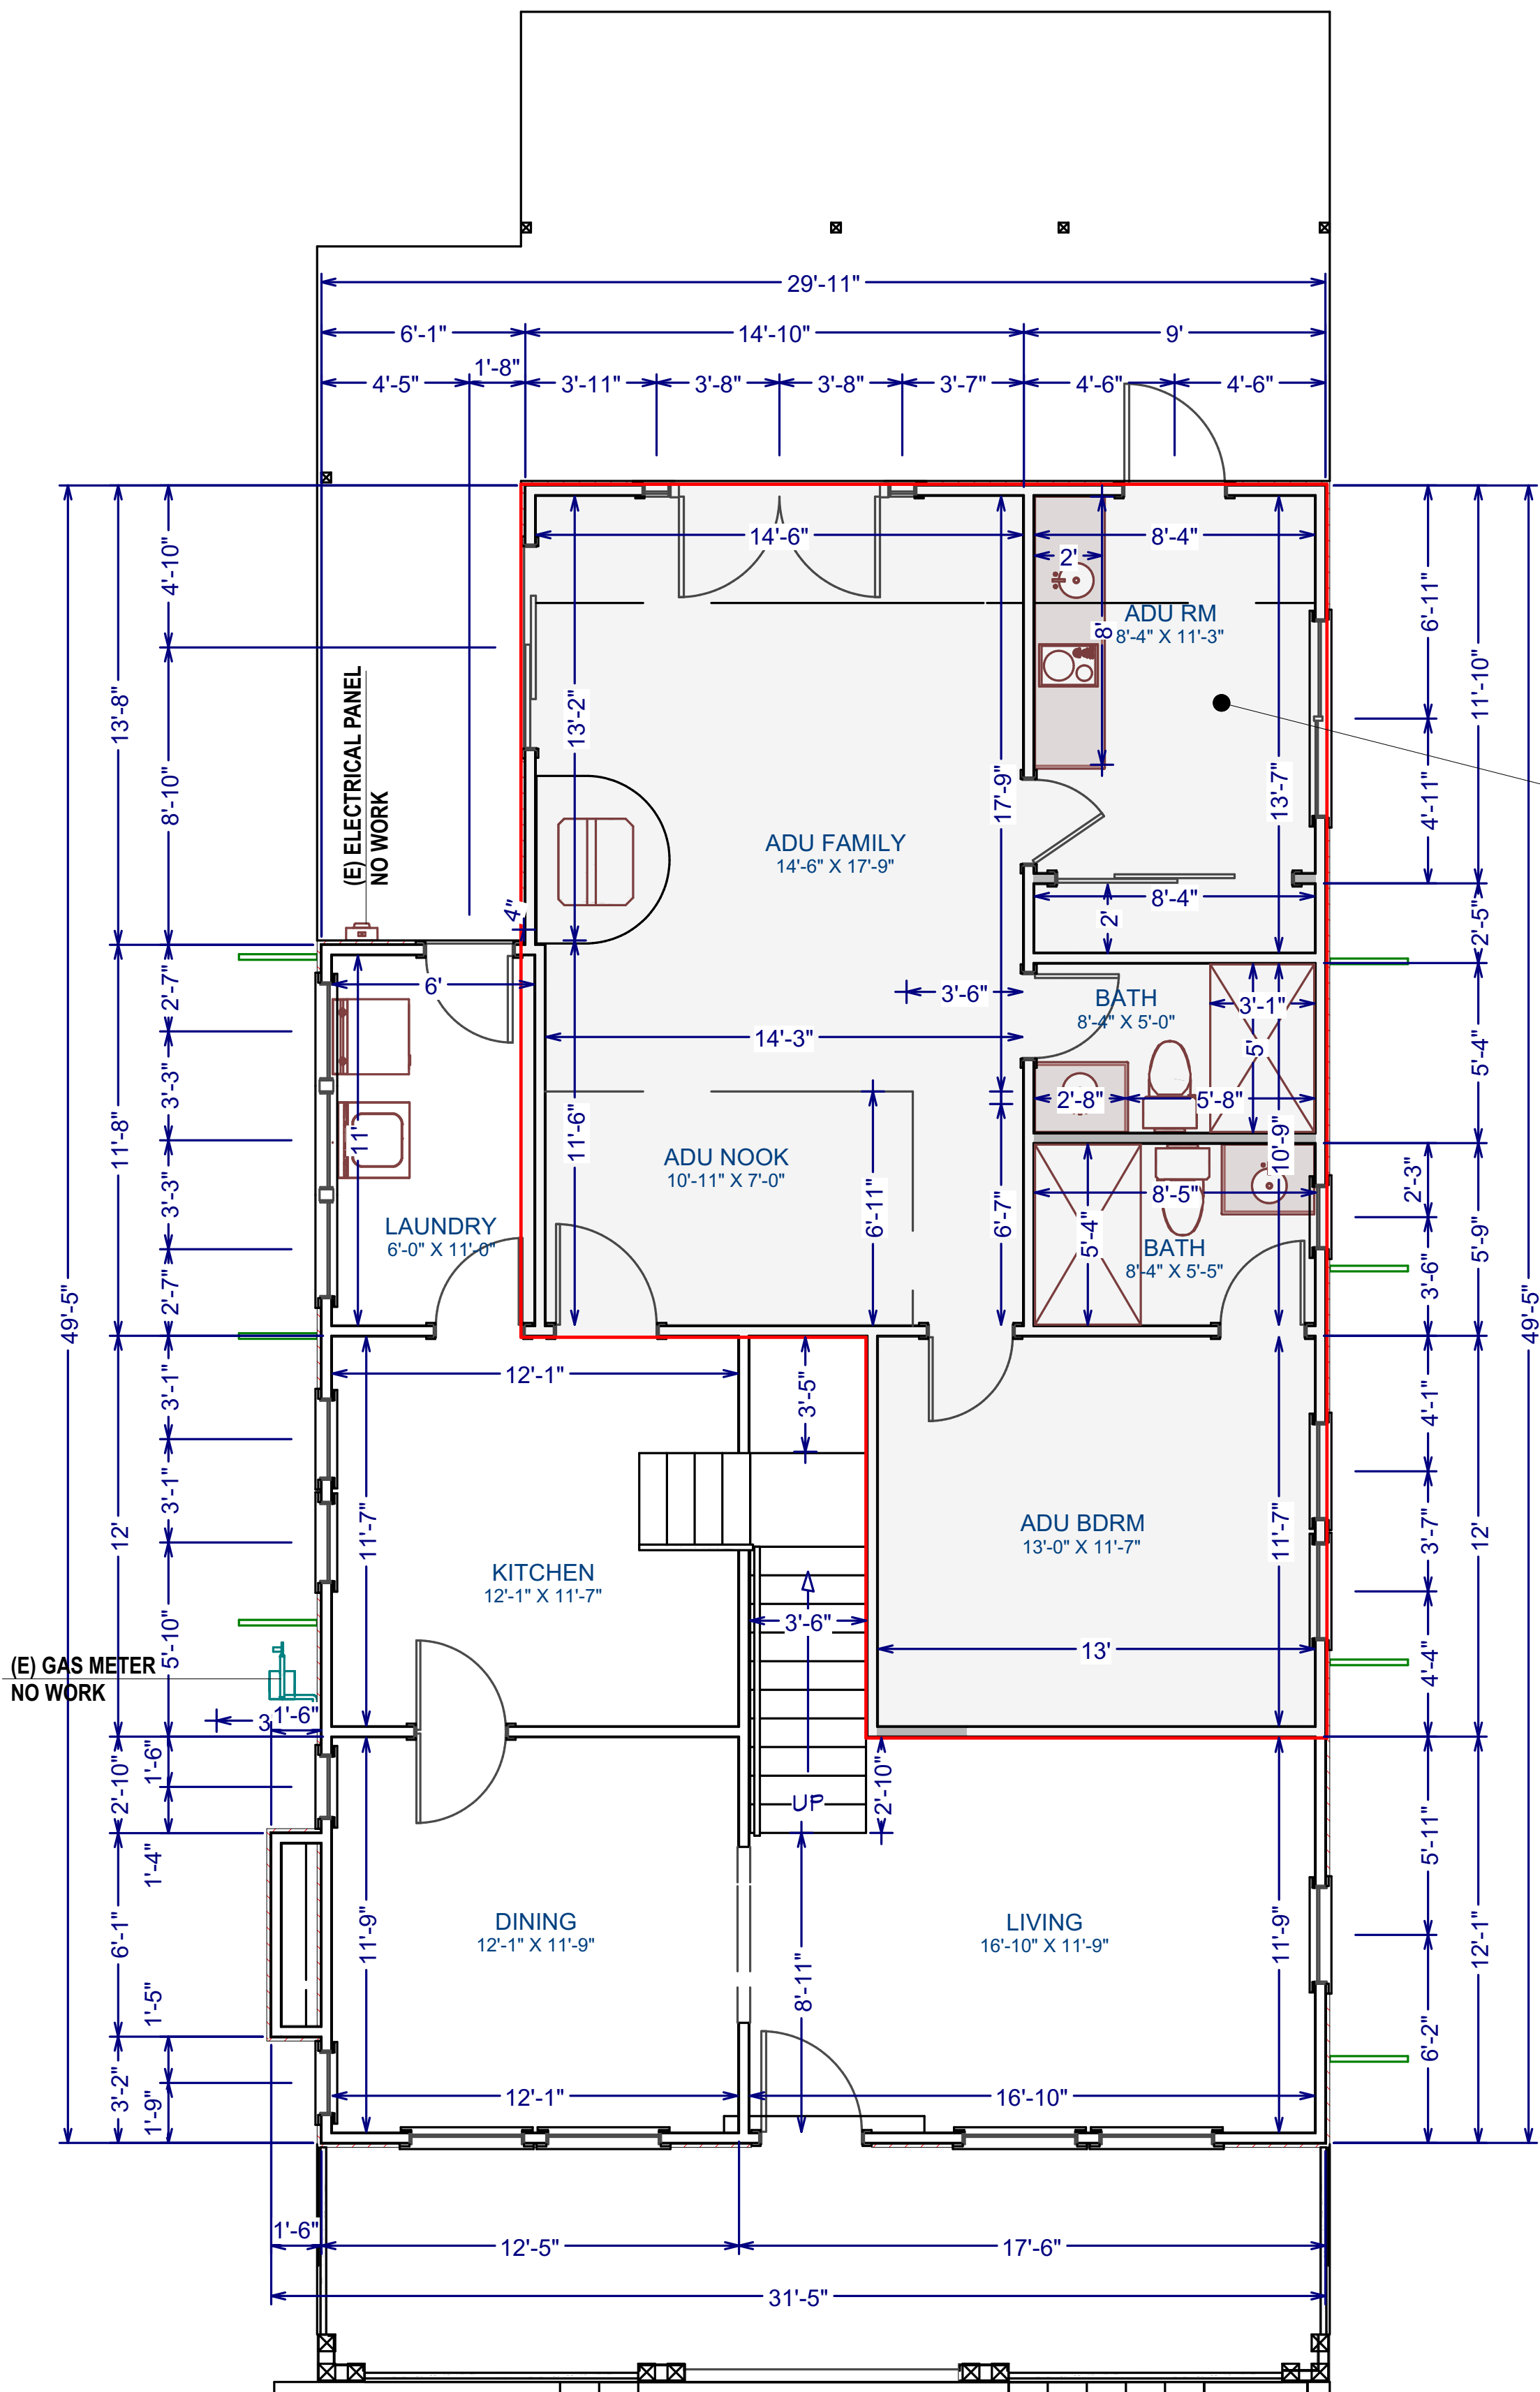 29'-11"
6'-1" 14'-10" 9'
4'-5" 1'-8" 3'-11" 3'-8" 3'-8" 3'-7" 4'-6" 4'-6"
49'-5"
13'-8"
11'-8"
12'
2'-10"
6'-1"
3'-2"
4'-10"
8'-10"
2'-7"
3'-3"
3'-3"
2'-7"
3'-1"
3'-1"
5'-10"
1'-6"
1'-4"
1'-5"
1'-9"
(E) ELECTRICAL PANEL
NO WORK
(E) GAS METER
NO WORK
3
1'-6"
14'-6"
13'-2"
17'-9"
ADU FAMILY
14'-6" X 17'-9"
4"
14'-3"
3'-6"
11'-6"
6'-11"
6'-7"
ADU NOOK
10'-11" X 7'-0"
8'-4"
2'
8'
ADU RM
8'-4" X 11'-3"
13'-7"
8'-4"
2'
BATH
8'-4" X 5'-0"
3'-1"
5'
2'-8"
5'-8"
10'-9"
8'-5"
5'-4"
BATH
8'-4" X 5'-5"
6'
11'
LAUNDRY
6'-0" X 11'-0"
12'-1"
11'-7"
KITCHEN
12'-1" X 11'-7"
3'-5"
3'-6"
UP
2'-10"
8'-11"
ADU BDRM
13'-0" X 11'-7"
11'-7"
13'
DINING
12'-1" X 11'-9"
11'-9"
12'-1"
LIVING
16'-10" X 11'-9"
11'-9"
16'-10"
6'-11"
4'-11"
2'-3"
3'-6"
4'-1"
3'-7"
4'-4"
5'-11"
6'-2"
11'-10"
2'-5"
5'-4"
5'-9"
12'
12'-1"
49'-5"
1'-6" 12'-5" 17'-6"
31'-5"